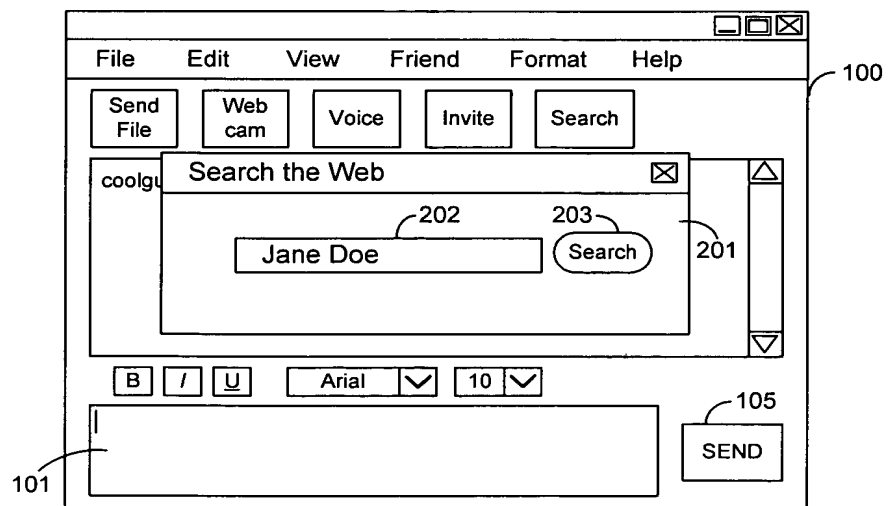 File Edit View Friend Format Help
100
Send File Web cam Voice Invite Search
coolgu
Search the Web
202 203
Jane Doe Search 201
B I U Arial 10
105
SEND
101